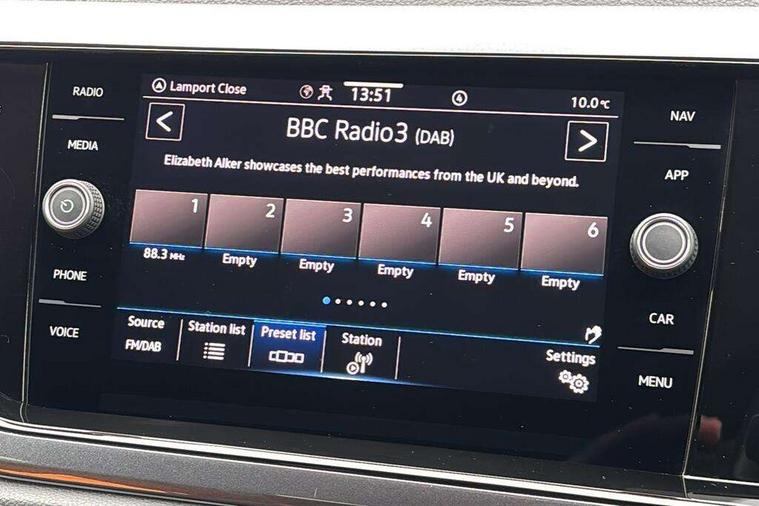 RADIO
MEDIA
PHONE
VOICE
Lamport Close
13:51
4
10.0°C
BBC Radio3 (DAB)
Elizabeth Alker showcases the best performances from the UK and beyond.
1 2 3 4 5 6
88.3 MHz Empty Empty Empty Empty Empty
Source Station list Preset list Station Settings
FM/DAB
NAV
APP
CAR
MENU